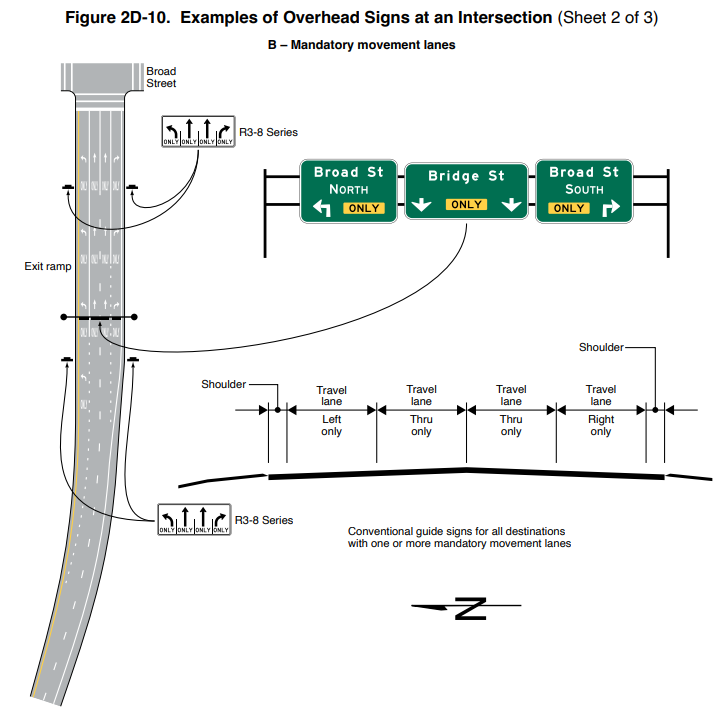 Figure 2D-10. Examples of Overhead Signs at an Intersection (Sheet 2 of 3)
B – Mandatory movement lanes
Broad
Street
ONLY ONLY ONLY ONLY
R3-8 Series
Broad St
NORTH
ONLY
Bridge St
ONLY
Broad St
SOUTH
ONLY
Exit ramp
Shoulder
Shoulder
Travel
lane
Left
only
Travel
lane
Thru
only
Travel
lane
Thru
only
Travel
lane
Right
only
ONLY ONLY ONLY ONLY
R3-8 Series
Conventional guide signs for all destinations
with one or more mandatory movement lanes
N